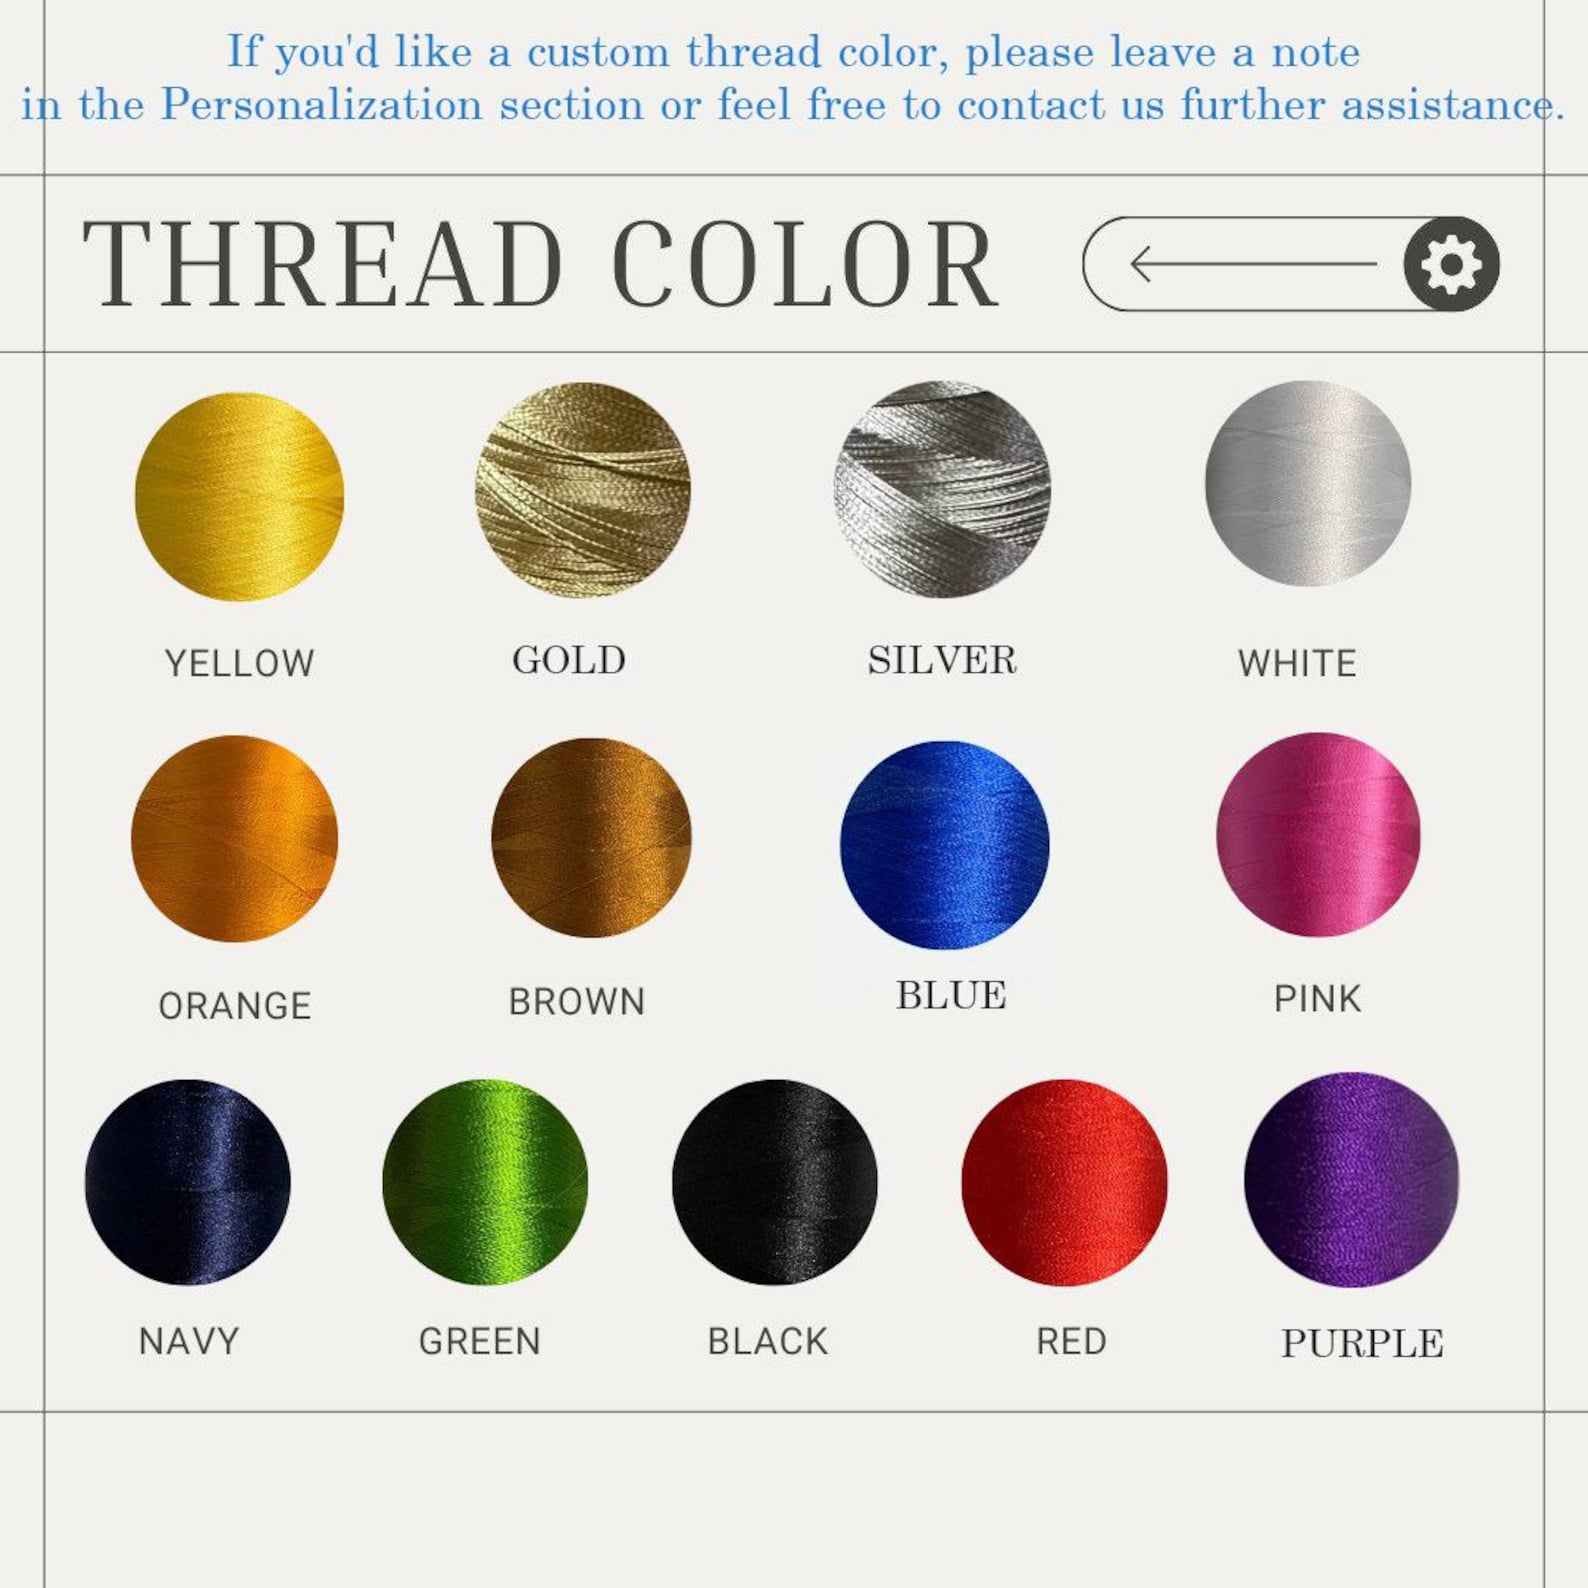 If you'd like a custom thread color, please leave a note
in the Personalization section or feel free to contact us further assistance.
THREAD COLOR
YELLOW GOLD SILVER WHITE
ORANGE BROWN BLUE PINK
NAVY GREEN BLACK RED PURPLE